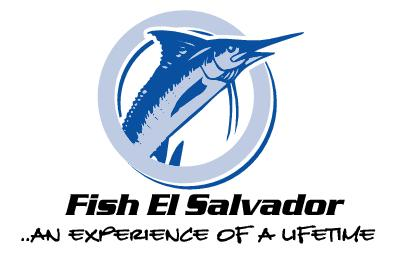 Fish El Salvador
..AN EXPERIENCE OF A LIFETIME